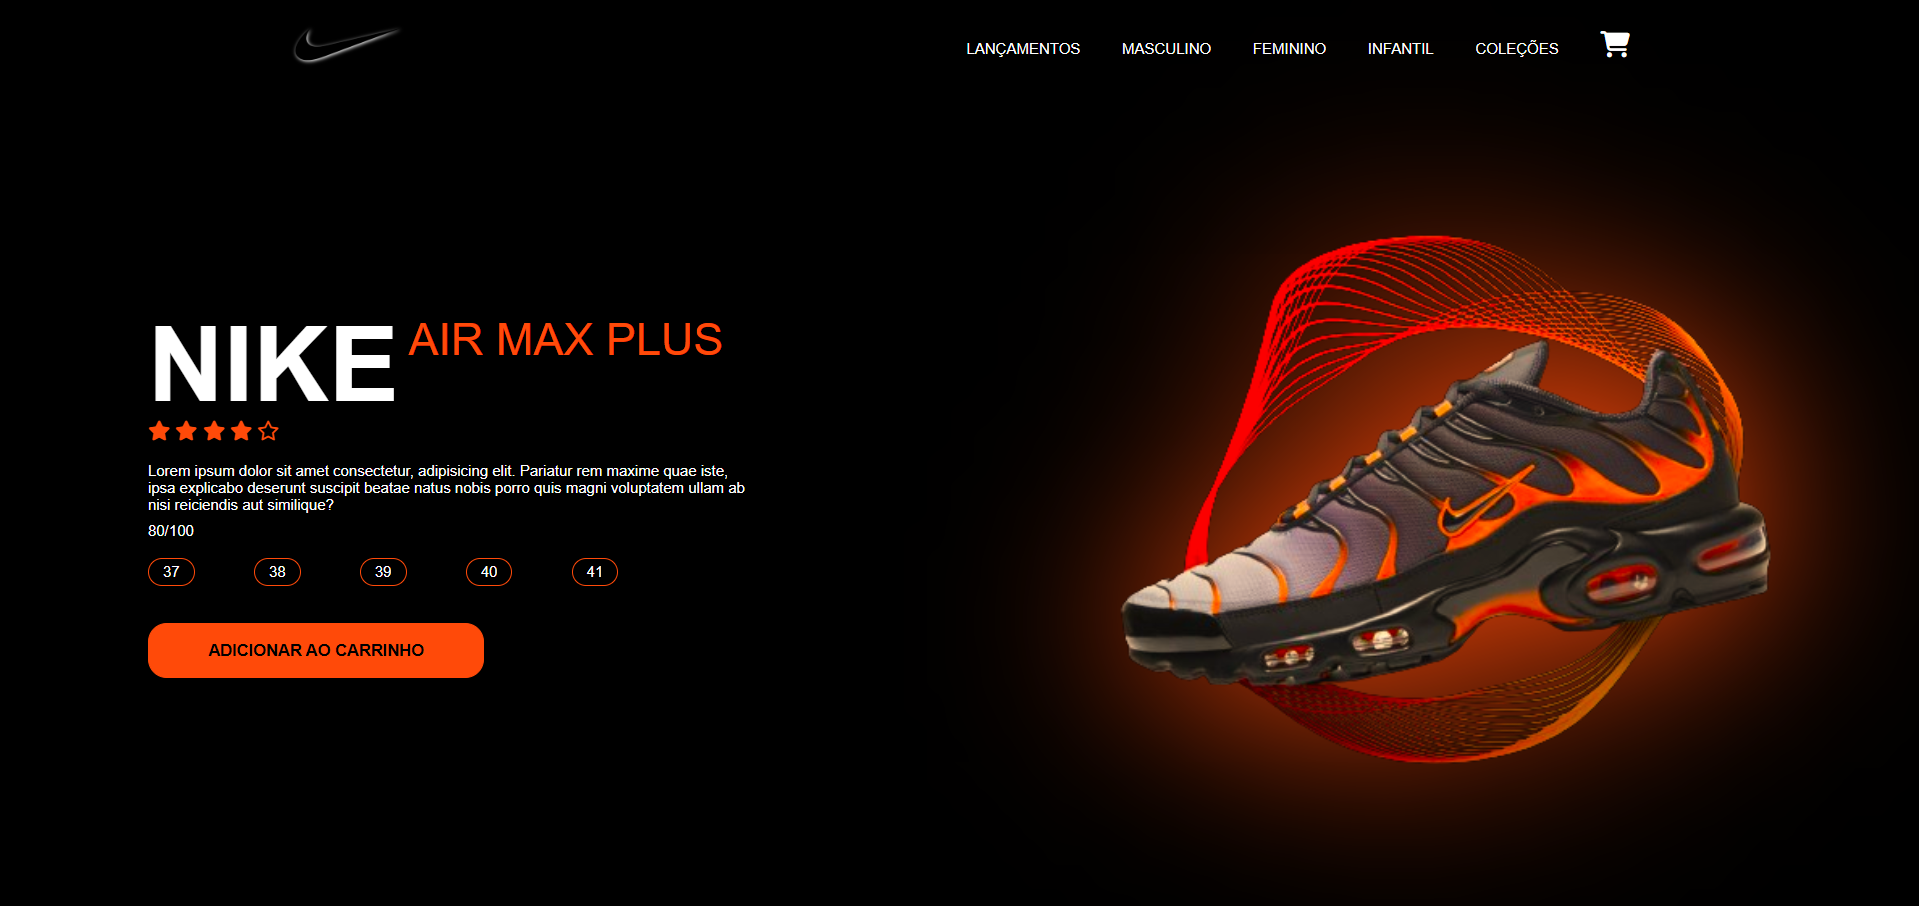 LANÇAMENTOS MASCULINO FEMININO INFANTIL COLEÇÕES
NIKE AIR MAX PLUS
Lorem ipsum dolor sit amet consectetur, adipisicing elit. Pariatur rem maxime quae iste,
ipsa explicabo deserunt suscipit beatae natus nobis porro quis magni voluptatem ullam ab
nisi reiciendis aut similique?
80/100
37 38 39 40 41
ADICIONAR AO CARRINHO